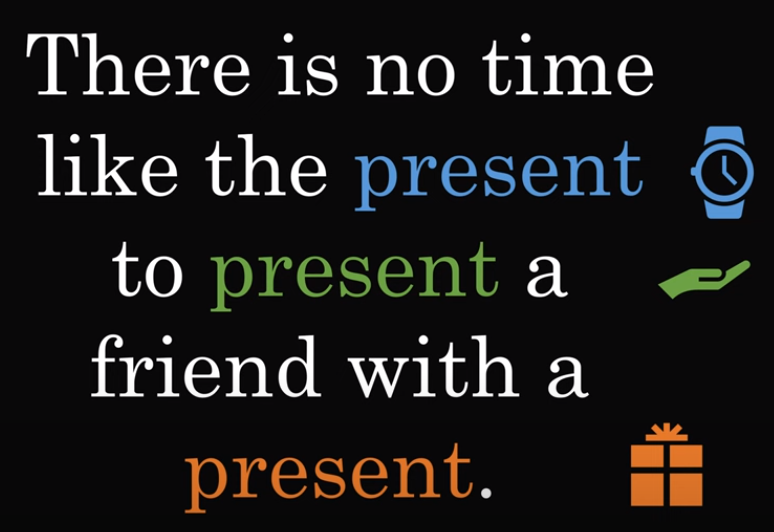 There is no time
like the present
to present a
friend with a
present.